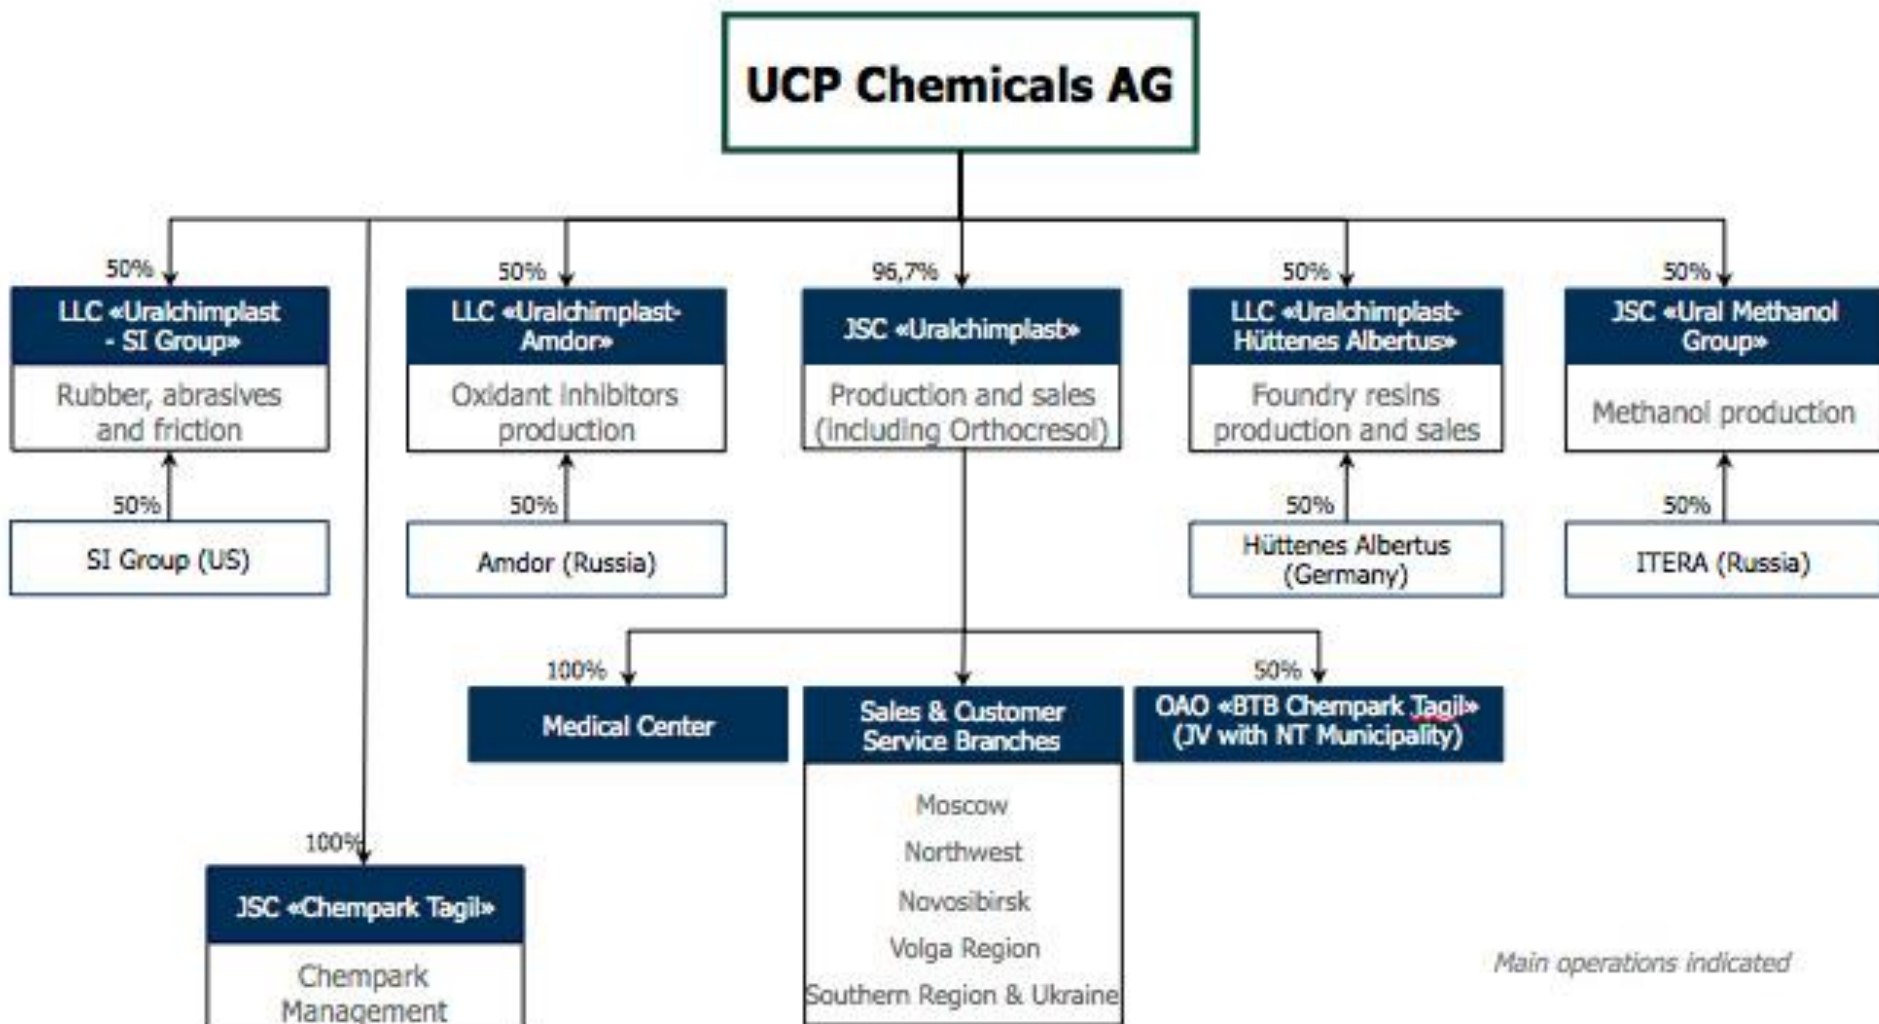 UCP Chemicals AG
50%
50%
96,7%
50%
50%
LLC «Uralchimplast
- SI Group»
Rubber, abrasives
and friction
LLC «Uralchimplast-
Amdor»
Oxidant inhibitors
production
JSC «Uralchimplast»
Production and sales
(including Orthocresol)
LLC «Uralchimplast-
Hüttenes Albertus»
Foundry resins
production and sales
JSC «Ural Methanol
Group»
Methanol production
50%
50%
50%
50%
SI Group (US)
Amdor (Russia)
Hüttenes Albertus
(Germany)
ITERA (Russia)
100%
50%
Medical Center
Sales & Customer
Service Branches
OAO «BTB Chempark Tagil»
(JV with NT Municipality)
Moscow
Northwest
Novosibirsk
Volga Region
Southern Region & Ukraine
100%
JSC «Chempark Tagil»
Chempark
Management
Main operations indicated